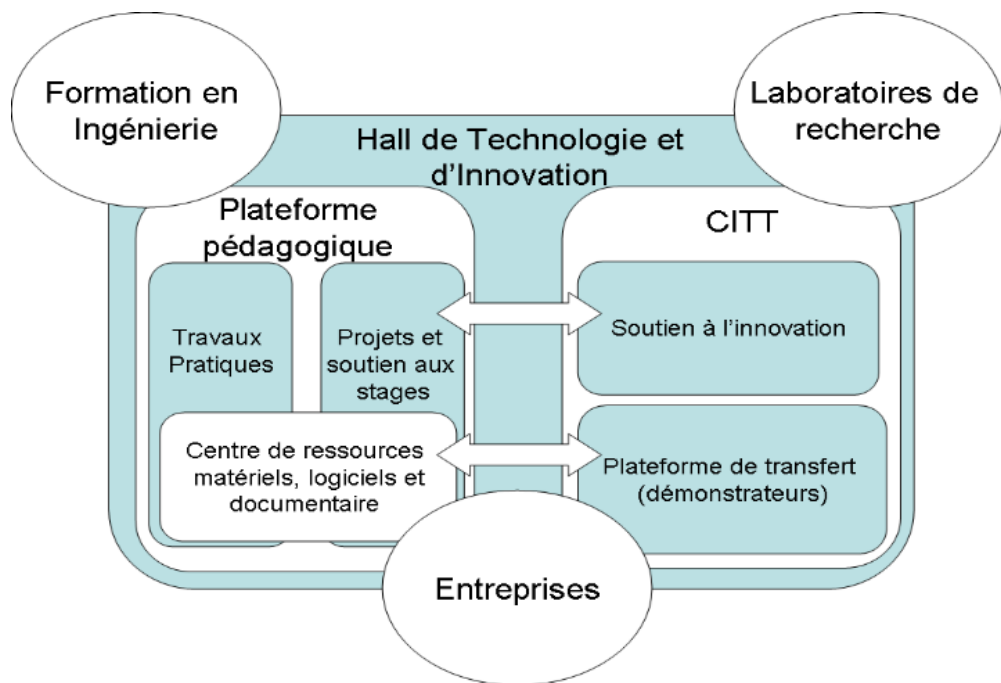 Formation en
Ingénierie
Laboratoires de
recherche
Hall de Technologie et
d'Innovation
Plateforme
pédagogique
CITT
Travaux
Pratiques
Projets et
soutien aux
stages
Soutien à l'innovation
Centre de ressources
matériels, logiciels et
documentaire
Plateforme de transfert
(démonstrateurs)
Entreprises